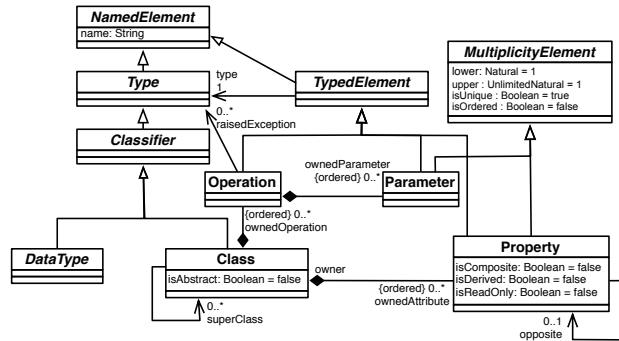 NamedElement
name: String
MultiplicityElement
lower: Natural = 1
upper : UnlimitedNatural = 1
isUnique : Boolean = true
isOrdered : Boolean = false
Type
type
1
TypedElement
0..*
raisedException
Classifier
Operation
ownedParameter
{ordered} 0..*
Parameter
{ordered} 0..*
ownedOperation
DataType
Class
isAbstract: Boolean = false
owner
{ordered} 0..*
ownedAttribute
Property
isComposite: Boolean = false
isDerived: Boolean = false
isReadOnly: Boolean = false
0..*
superClass
0..1
opposite